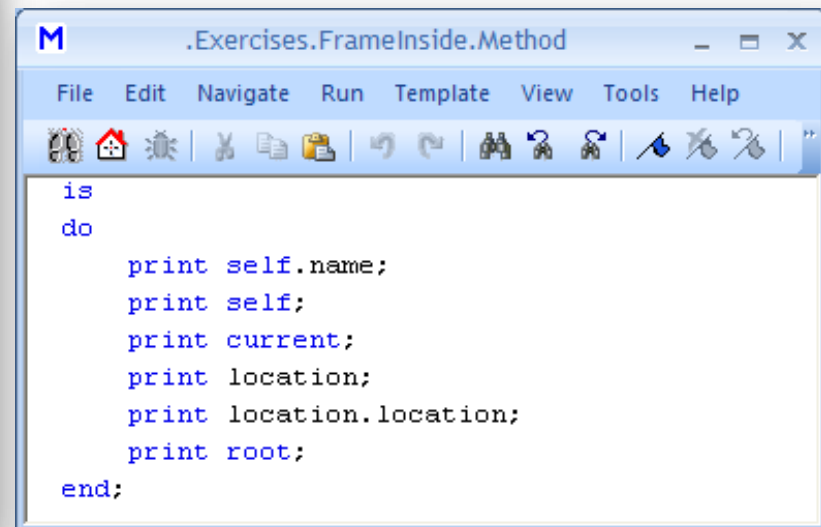 M .Exercises.FrameInside.Method
File Edit Navigate Run Template View Tools Help
is
do
print self.name;
print self;
print current;
print location;
print location.location;
print root;
end;